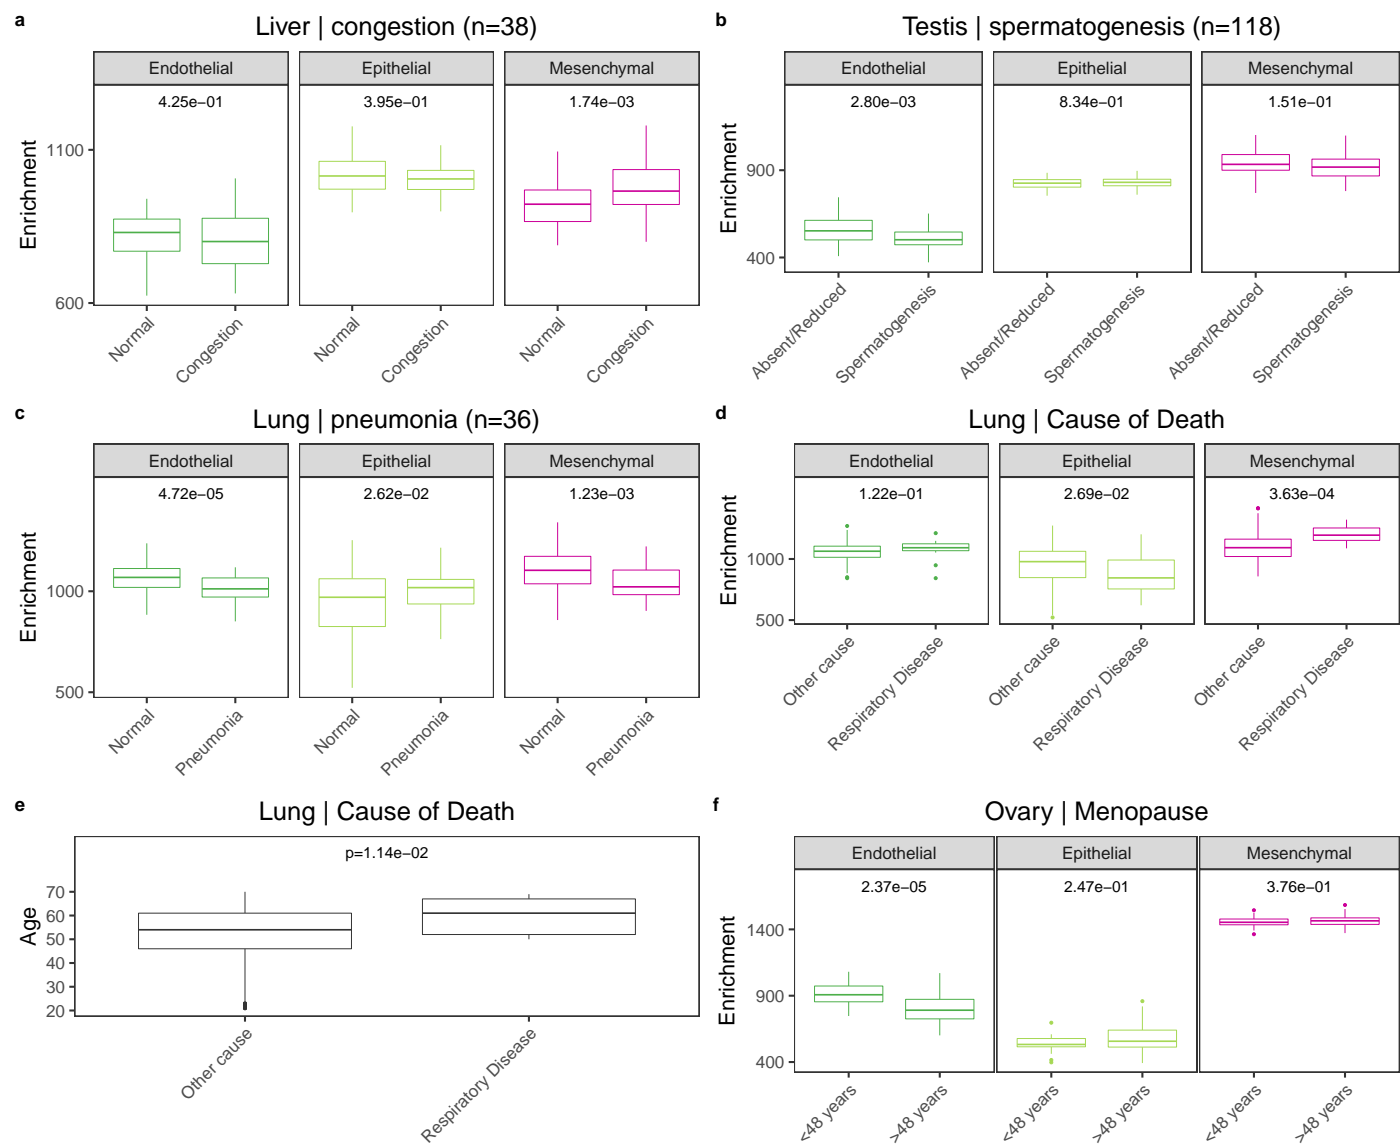 a
Liver | congestion (n=38)
Endothelial
Epithelial
Mesenchymal
4.25e−01
3.95e−01
1.74e−03
Enrichment
1100
600
Normal
Congestion
Normal
Congestion
Normal
Congestion
b
Testis | spermatogenesis (n=118)
Endothelial
Epithelial
Mesenchymal
2.80e−03
8.34e−01
1.51e−01
Enrichment
900
400
Absent/Reduced
Spermatogenesis
Absent/Reduced
Spermatogenesis
Absent/Reduced
Spermatogenesis
c
Lung | pneumonia (n=36)
Endothelial
Epithelial
Mesenchymal
4.72e−05
2.62e−02
1.23e−03
Enrichment
1000
500
Normal
Pneumonia
Normal
Pneumonia
Normal
Pneumonia
d
Lung | Cause of Death
Endothelial
Epithelial
Mesenchymal
1.22e−01
2.69e−02
3.63e−04
Enrichment
1000
500
Other cause
Respiratory Disease
Other cause
Respiratory Disease
Other cause
Respiratory Disease
e
Lung | Cause of Death
p=1.14e−02
Age
70
60
50
40
30
20
Other cause
Respiratory Disease
f
Ovary | Menopause
Endothelial
Epithelial
Mesenchymal
2.37e−05
2.47e−01
3.76e−01
Enrichment
1400
900
400
<48 years
>48 years
<48 years
>48 years
<48 years
>48 years